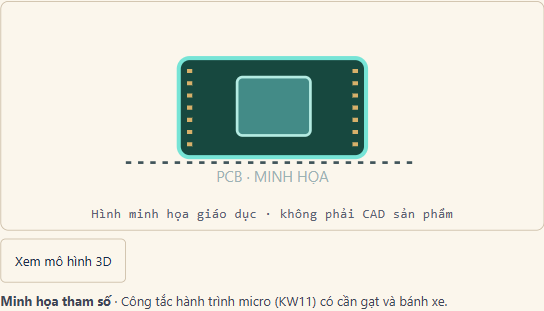 PCB · MINH HỌA
Hình minh họa giáo dục · không phải CAD sản phẩm
Xem mô hình 3D
Minh họa tham số · Công tắc hành trình micro (KW11) có cần gạt và bánh xe.